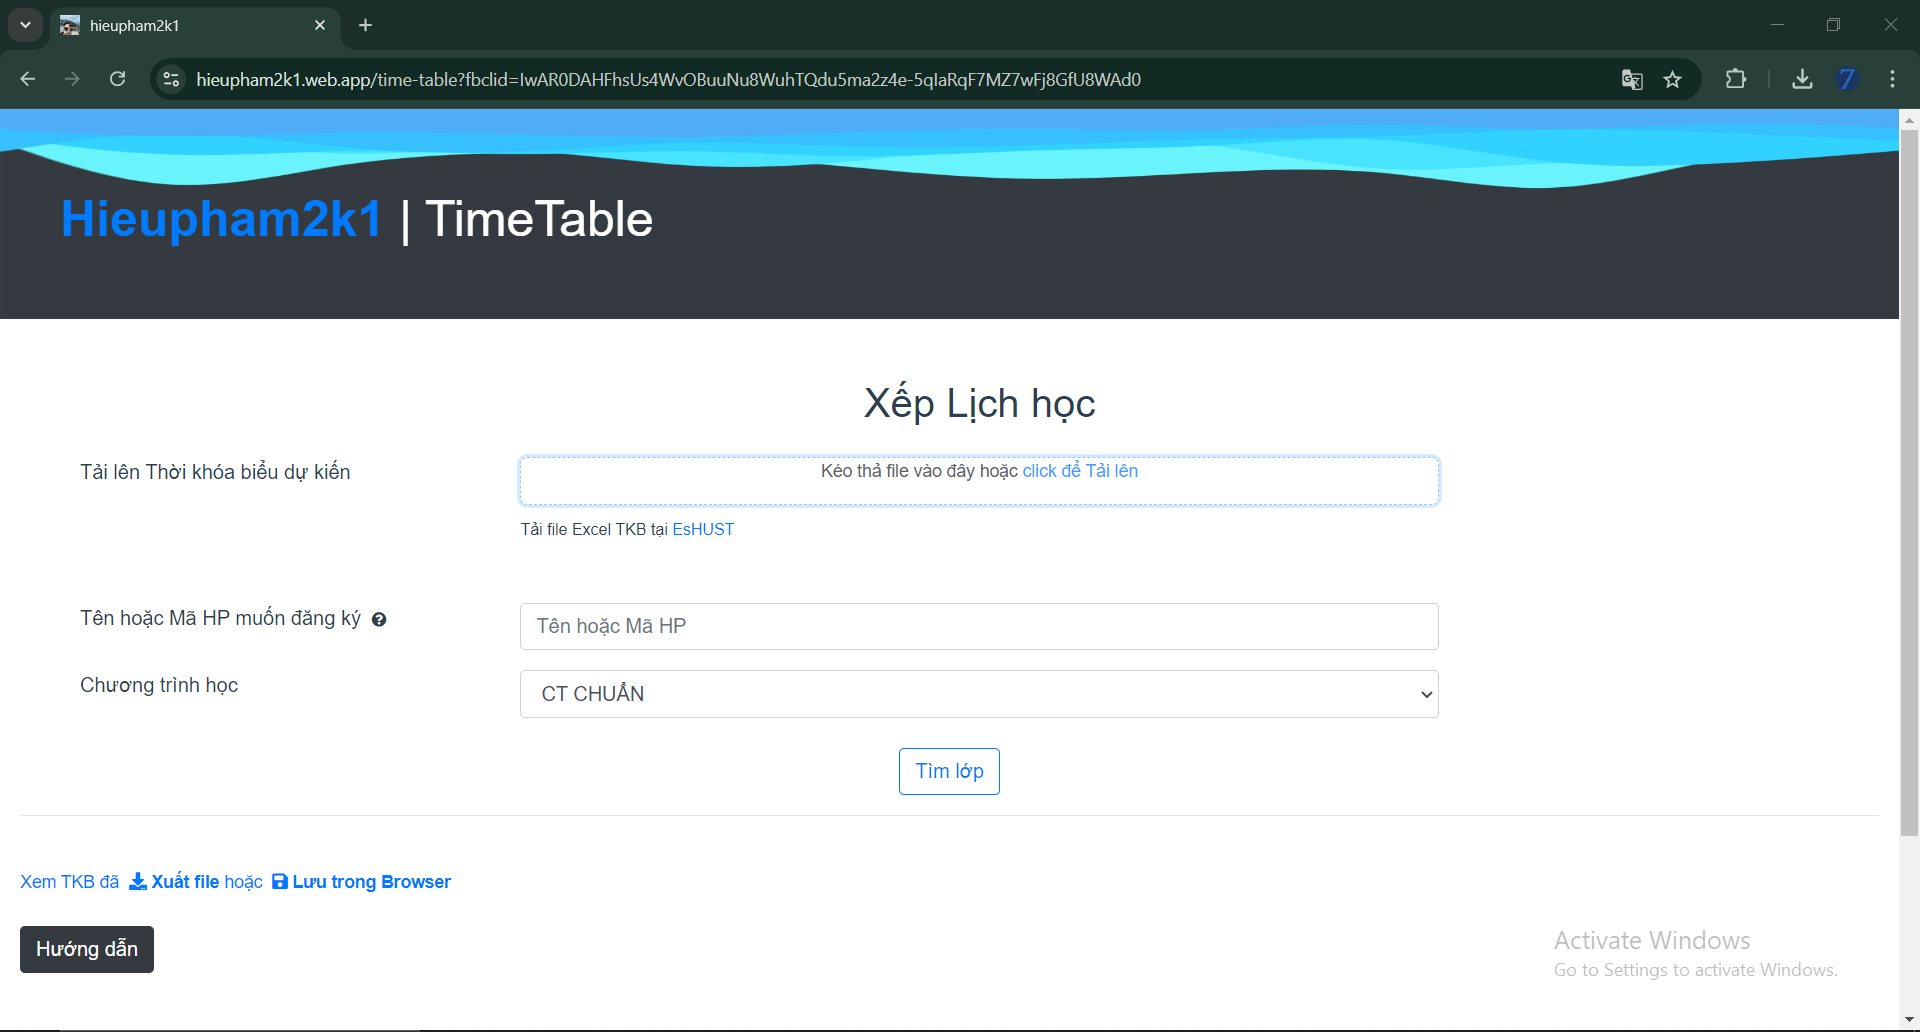 hieupham2k1
hieupham2k1.web.app/time-table?fbclid=IwAR0DAHFhsUs4WvOBuuNu8WuhTQdu5ma2z4e-5qIaRqF7MZ7wFj8GfU8WAd0
Hieupham2k1 | TimeTable
Xếp Lịch học
Tải lên Thời khóa biểu dự kiến
Kéo thả file vào đây hoặc click để Tải lên
Tải file Excel TKB tại EsHUST
Tên hoặc Mã HP muốn đăng ký
Tên hoặc Mã HP
Chương trình học
CT CHUẨN
Tìm lớp
Xem TKB đã Xuất file hoặc Lưu trong Browser
Hướng dẫn
Activate Windows
Go to Settings to activate Windows.